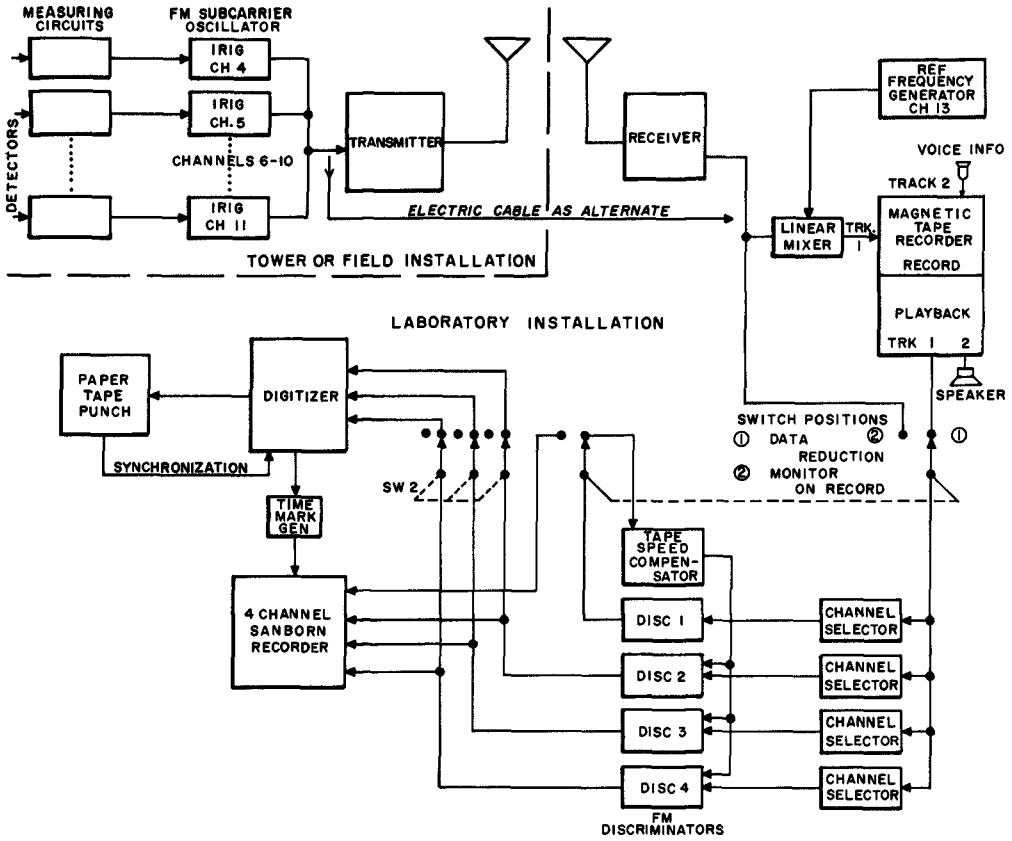 MEASURING
CIRCUITS
FM SUBCARRIER
OSCILLATOR
IRIG
CH 4
IRIG
CH. 5
CHANNELS 6-10
IRIG
CH 11
DETECTORS
TRANSMITTER
ELECTRIC CABLE AS ALTERNATE
TOWER OR FIELD INSTALLATION
RECEIVER
REF
FREQUENCY
GENERATOR
CH 13
VOICE INFO
TRACK 2
LINEAR
MIXER
TRK.
1
MAGNETIC
TAPE
RECORDER
RECORD
PLAYBACK
TRK 1 2
SPEAKER
LABORATORY INSTALLATION
PAPER
TAPE
PUNCH
DIGITIZER
SYNCHRONIZATION
TIME
MARK
GEN
4 CHANNEL
SANBORN
RECORDER
SW 2
SWITCH POSITIONS
① DATA
REDUCTION
② MONITOR
ON RECORD
②
①
TAPE
SPEED
COMPEN-
SATOR
DISC 1
CHANNEL
SELECTOR
DISC 2
CHANNEL
SELECTOR
DISC 3
CHANNEL
SELECTOR
DISC 4
CHANNEL
SELECTOR
FM
DISCRIMINATORS